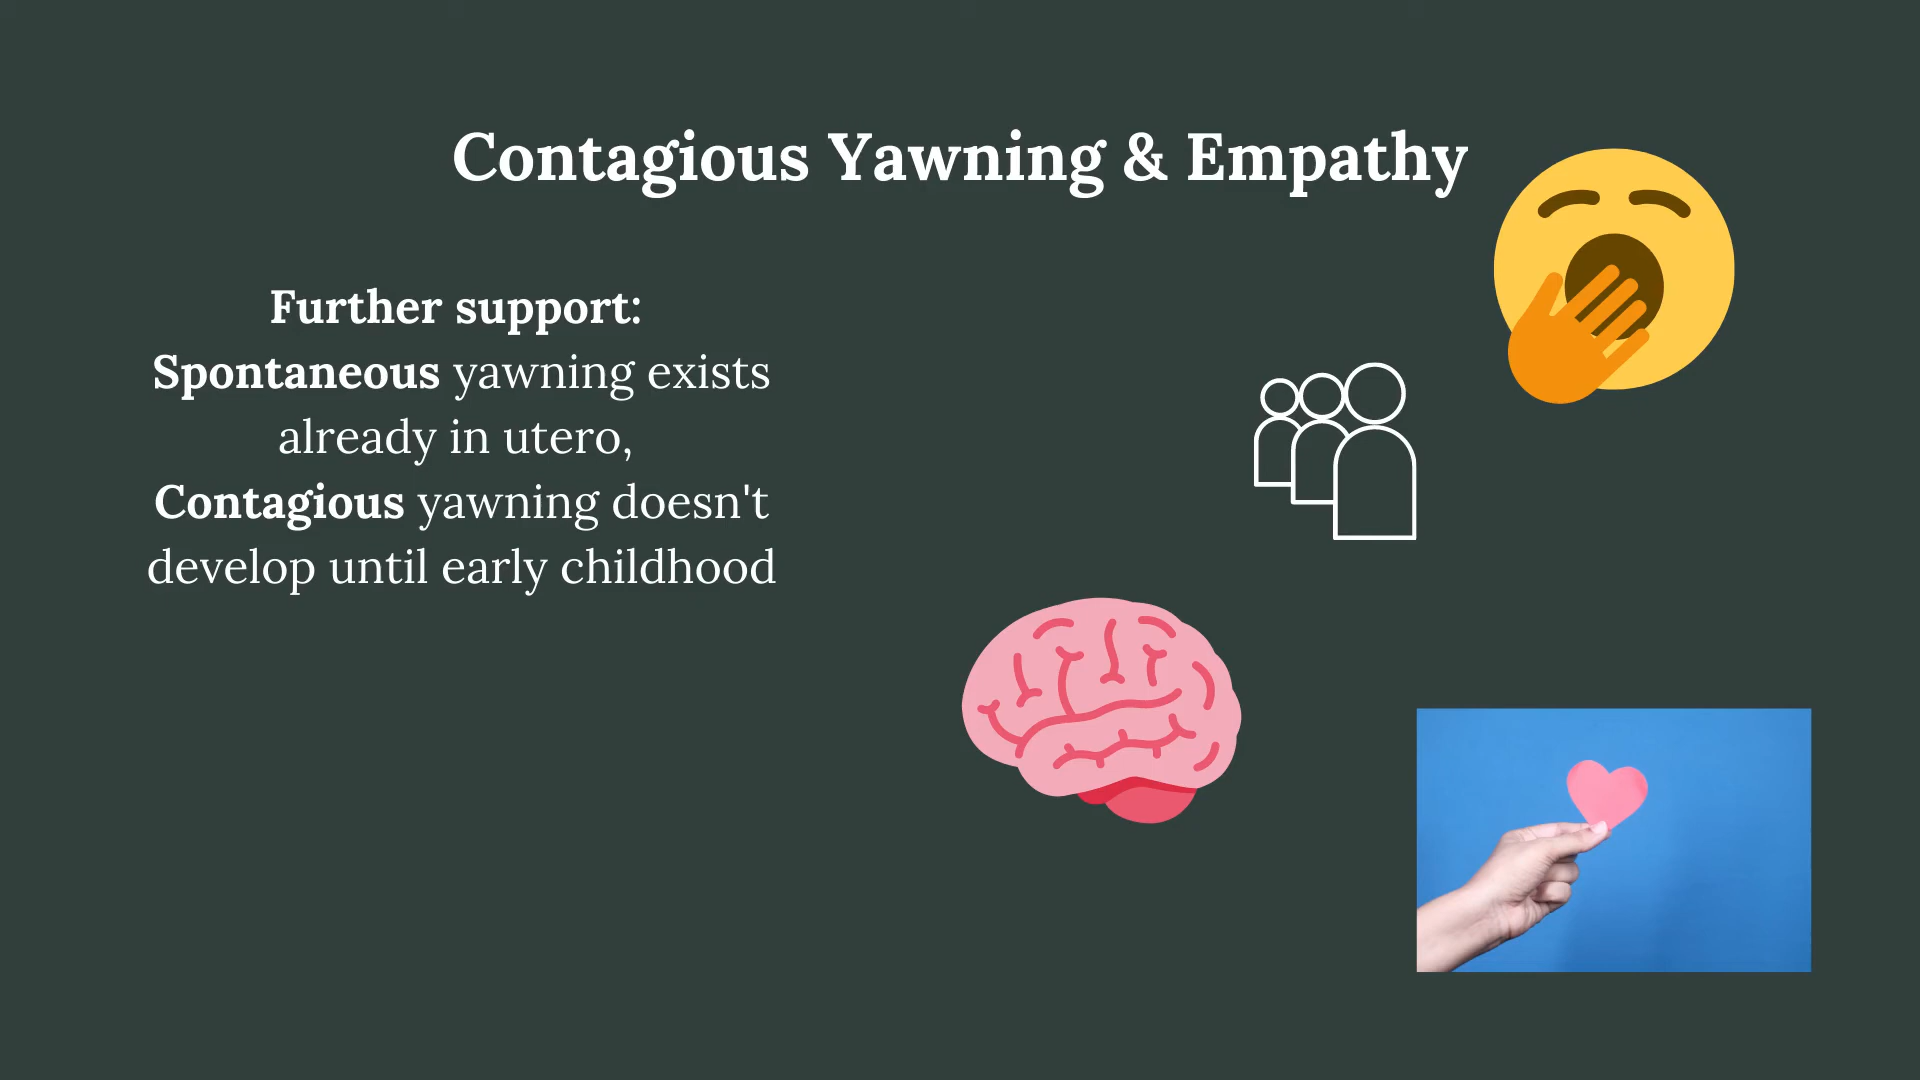 Contagious Yawning & Empathy
Further support:
Spontaneous yawning exists
already in utero,
Contagious yawning doesn't
develop until early childhood